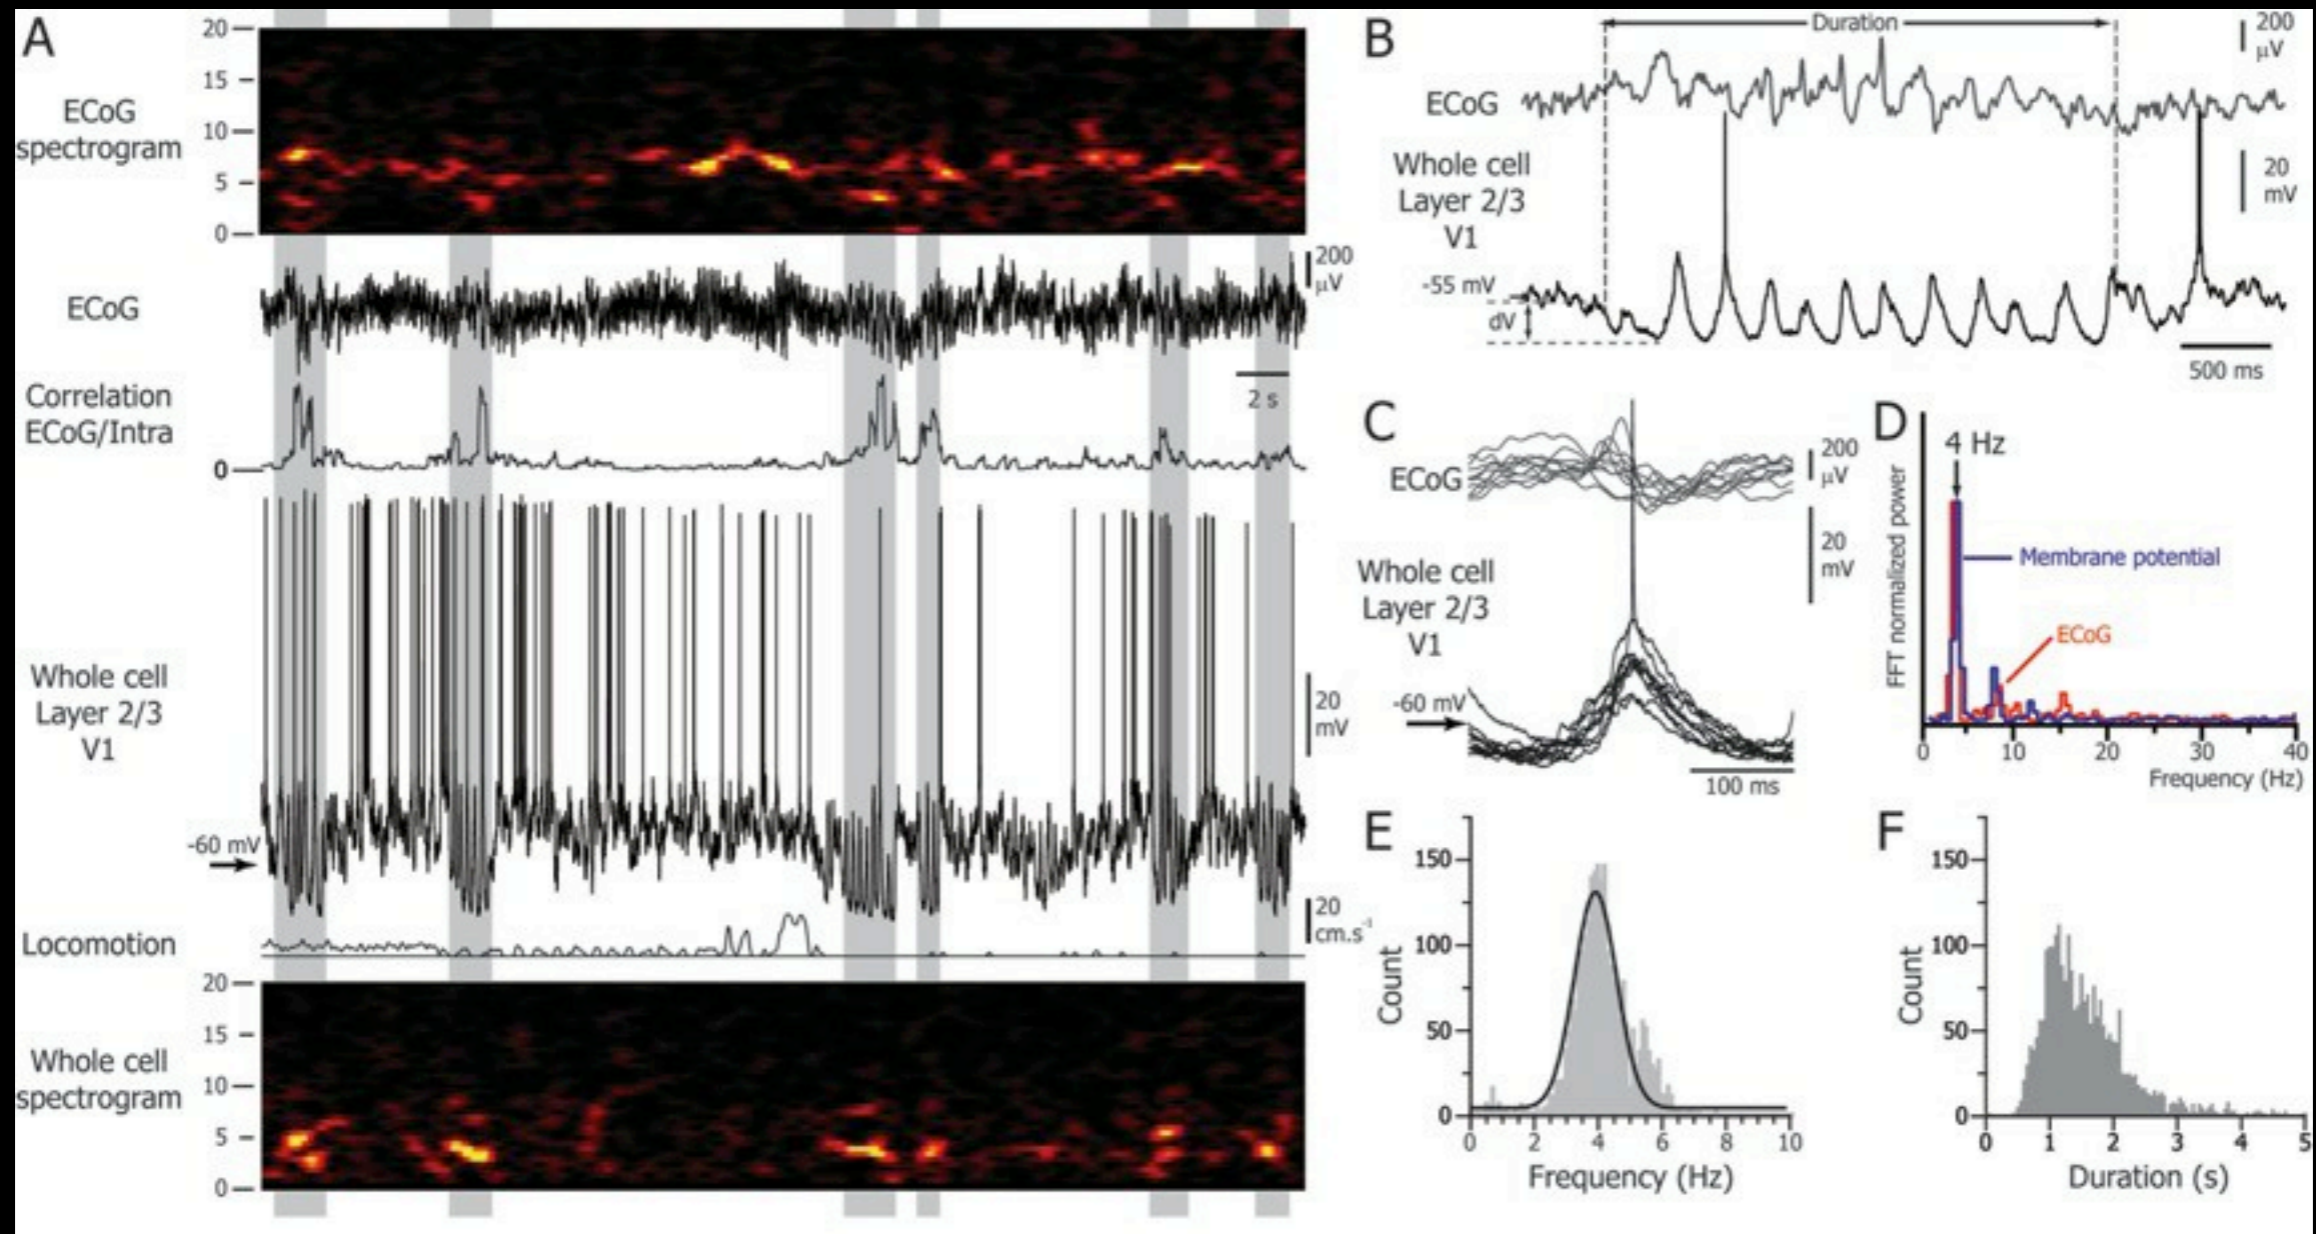 A
20
15
10
5
0
ECoG
spectrogram
ECoG
200
μV
2 s
Correlation
ECoG/Intra
0
Whole cell
Layer 2/3
V1
20
mV
-60 mV
Locomotion
20
cm.s-1
20
15
10
5
0
Whole cell
spectrogram
B
Duration
200
μV
ECoG
Whole cell
Layer 2/3
V1
20
mV
-55 mV
dV
500 ms
C
ECoG
200
μV
20
mV
Whole cell
Layer 2/3
V1
-60 mV
100 ms
D
4 Hz
FFT normalized power
Membrane potential
ECoG
0 10 20 30 40
Frequency (Hz)
E
150
100
50
0
Count
0 2 4 6 8 10
Frequency (Hz)
F
150
100
50
0
Count
0 1 2 3 4 5
Duration (s)